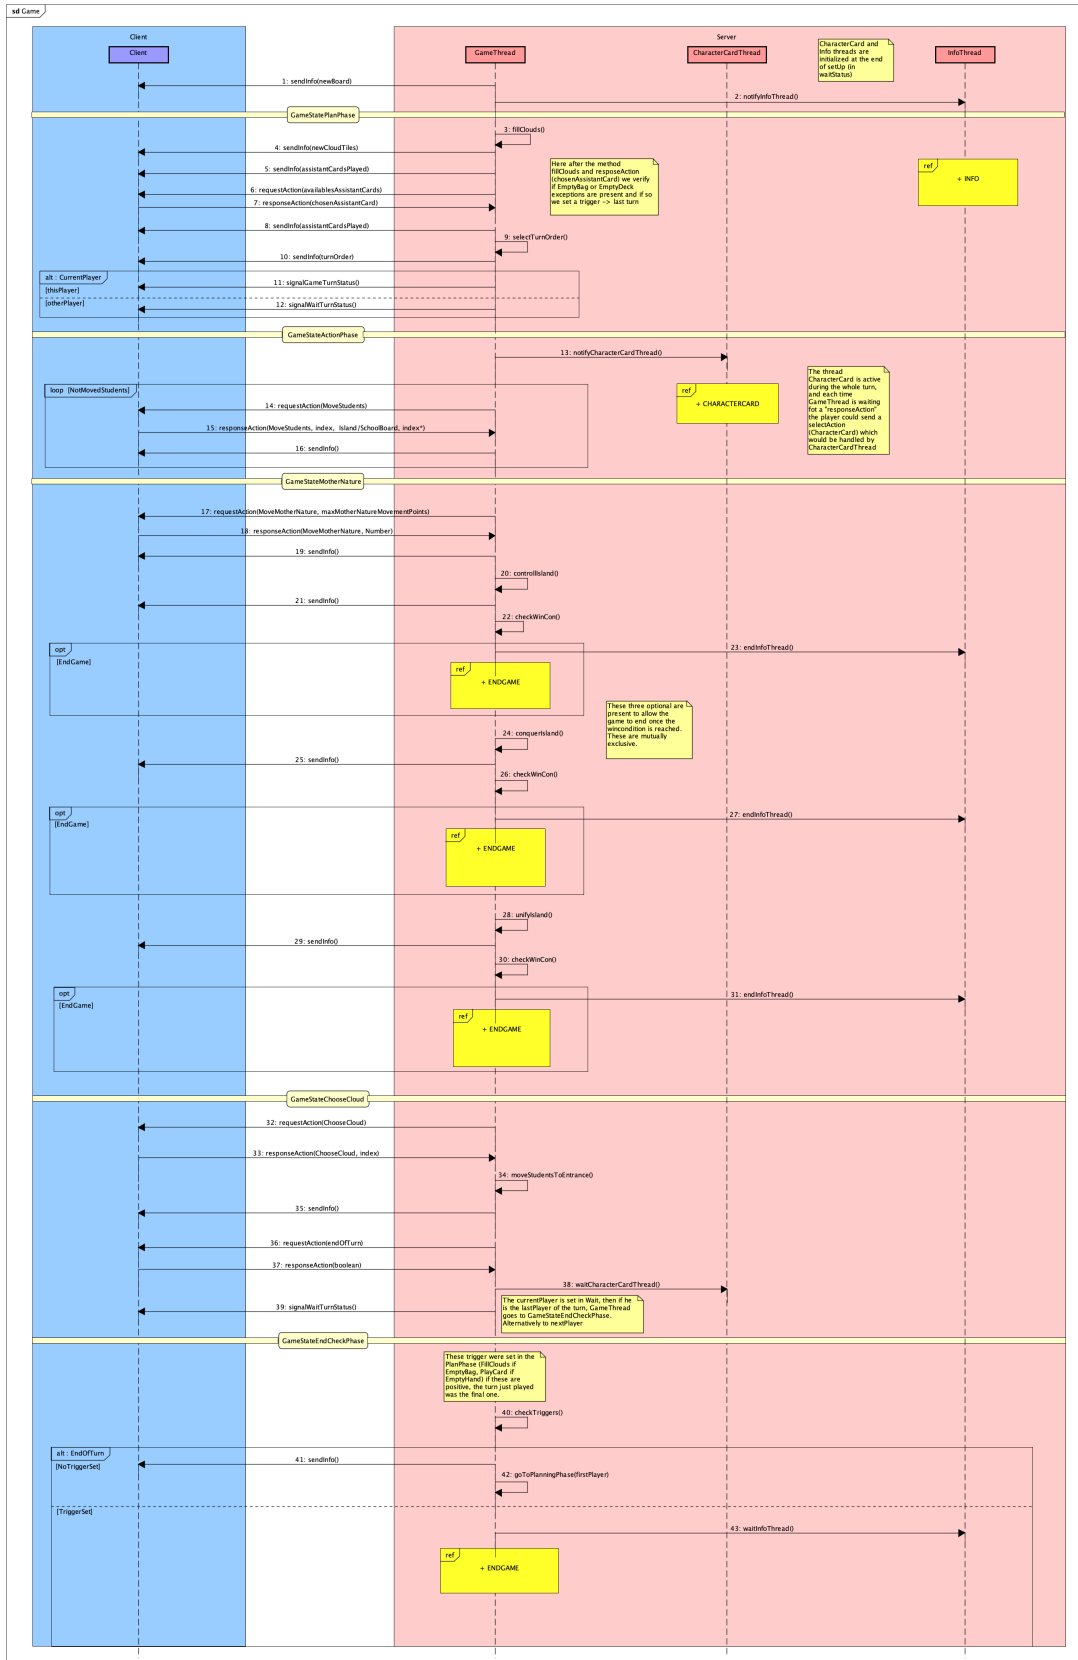 sd Game
Client
Server
Client
GameThread
CharacterCardThread
InfoThread
CharacterCard and
Info threads are
initialized at the end
of setUp (in
waitStatus)
1: sendInfo(newBoard)
2: notifyInfoThread()
GameStatePlanPhase
3: fillClouds()
4: sendInfo(newCloudTiles)
5: sendInfo(assistantCardsPlayed)
6: requestAction(availablesAssistantCards)
7: responseAction(chosenAssistantCard)
Here after the method
fillClouds and resposeAction
(chosenAssistantCard) we verify
if EmptyBag or EmptyDeck
exceptions are present and if so
we set a trigger -> last turn
ref
+ INFO
8: sendInfo(assistantCardsPlayed)
9: selectTurnOrder()
10: sendInfo(turnOrder)
alt : CurrentPlayer
[thisPlayer]
11: signalGameTurnStatus()
[otherPlayer]
12: signalWaitTurnStatus()
GameStateActionPhase
13: notifyCharacterCardThread()
loop [NotMovedStudents]
ref
+ CHARACTERCARD
The thread
CharacterCard is active
during the whole turn,
and each time
GameThread is waiting
fot a "responseAction"
the player could send a
selectAction
(CharacterCard) which
would be handled by
CharacterCardThread
14: requestAction(MoveStudents)
15: responseAction(MoveStudents, index, Island/SchoolBoard, index*)
16: sendInfo()
GameStateMotherNature
17: requestAction(MoveMotherNature, maxMotherNatureMovementPoints)
18: responseAction(MoveMotherNature, Number)
19: sendInfo()
20: controlIsland()
21: sendInfo()
22: checkWinCon()
opt
[EndGame]
23: endInfoThread()
ref
+ ENDGAME
These three optional are
present to allow the
game to end once the
wincondition is reached.
These are mutually
exclusive.
24: conquerIsland()
25: sendInfo()
26: checkWinCon()
opt
[EndGame]
27: endInfoThread()
ref
+ ENDGAME
28: unifyIsland()
29: sendInfo()
30: checkWinCon()
opt
[EndGame]
31: endInfoThread()
ref
+ ENDGAME
GameStateChooseCloud
32: requestAction(ChooseCloud)
33: responseAction(ChooseCloud, index)
34: moveStudentsToEntrance()
35: sendInfo()
36: requestAction(endOfTurn)
37: responseAction(boolean)
38: waitCharacterCardThread()
39: signalWaitTurnStatus()
The currentPlayer is set in Wait, then if he
is the lastPlayer of the turn, GameThread
goes to GameStateEndCheckPhase.
Alternatively to nextPlayer
GameStateEndCheckPhase
These trigger were set in the
PlanPhase (FillClouds if
EmptyBag, PlayCard if
EmptyHand) if these are
positive, the turn just played
was the final one.
40: checkTriggers()
alt : EndOfTurn
[NoTriggerSet]
41: sendInfo()
42: goToPlanningPhase(firstPlayer)
[TriggerSet]
43: waitInfoThread()
ref
+ ENDGAME